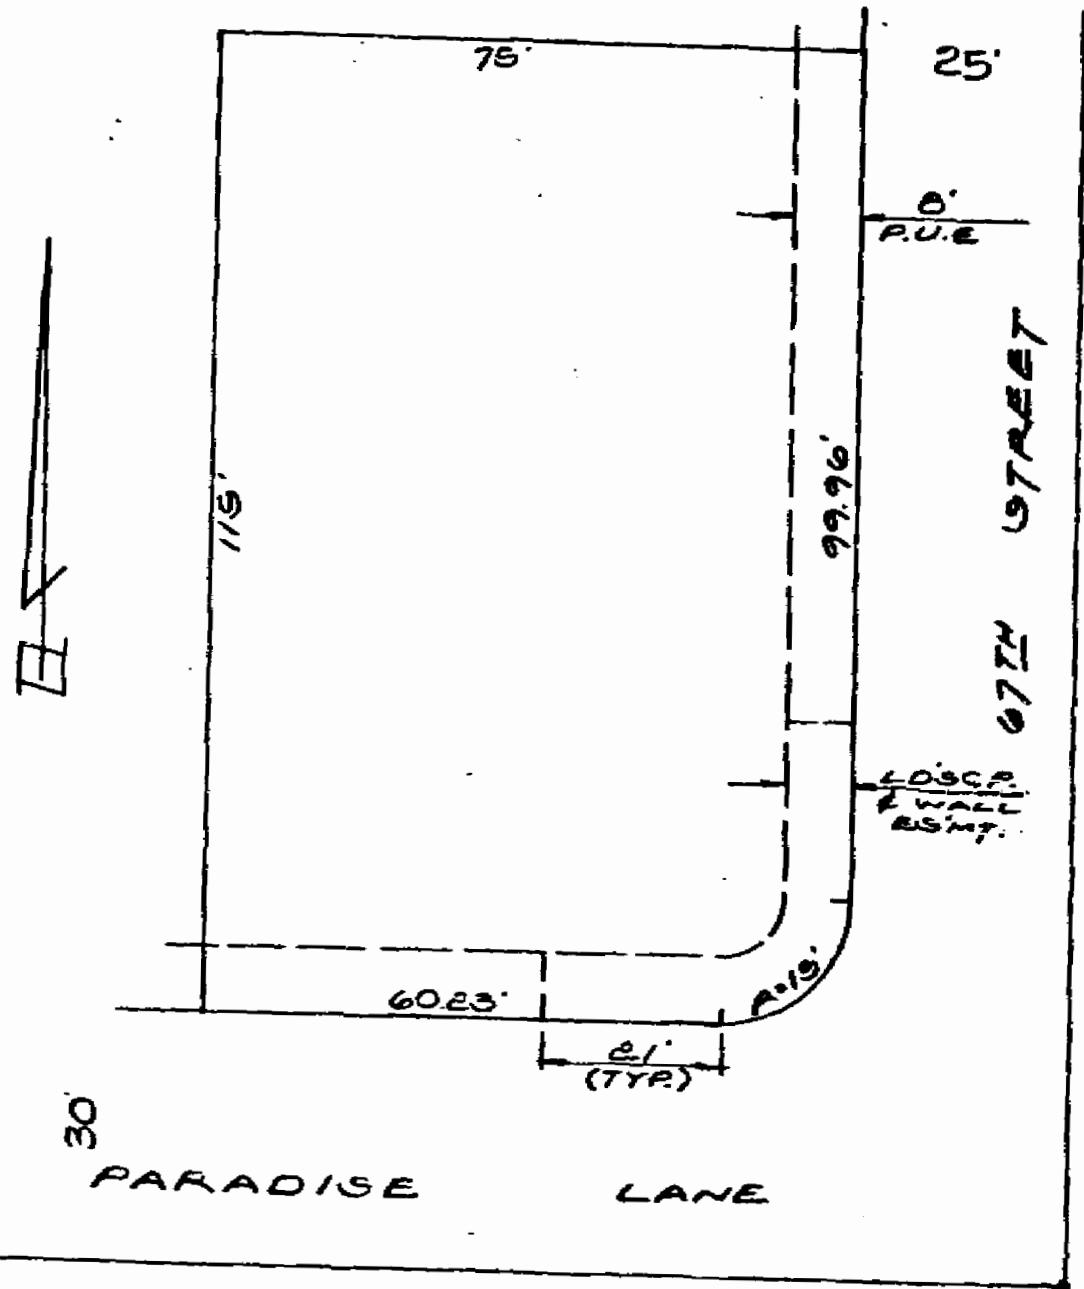 75'
25'
8'
P.U.E
67TH STREET
115'
99.96'
LDSCP.
& WALL
ESMT.
R=15'
60.23'
21'
(TYP.)
30'
PARADISE LANE